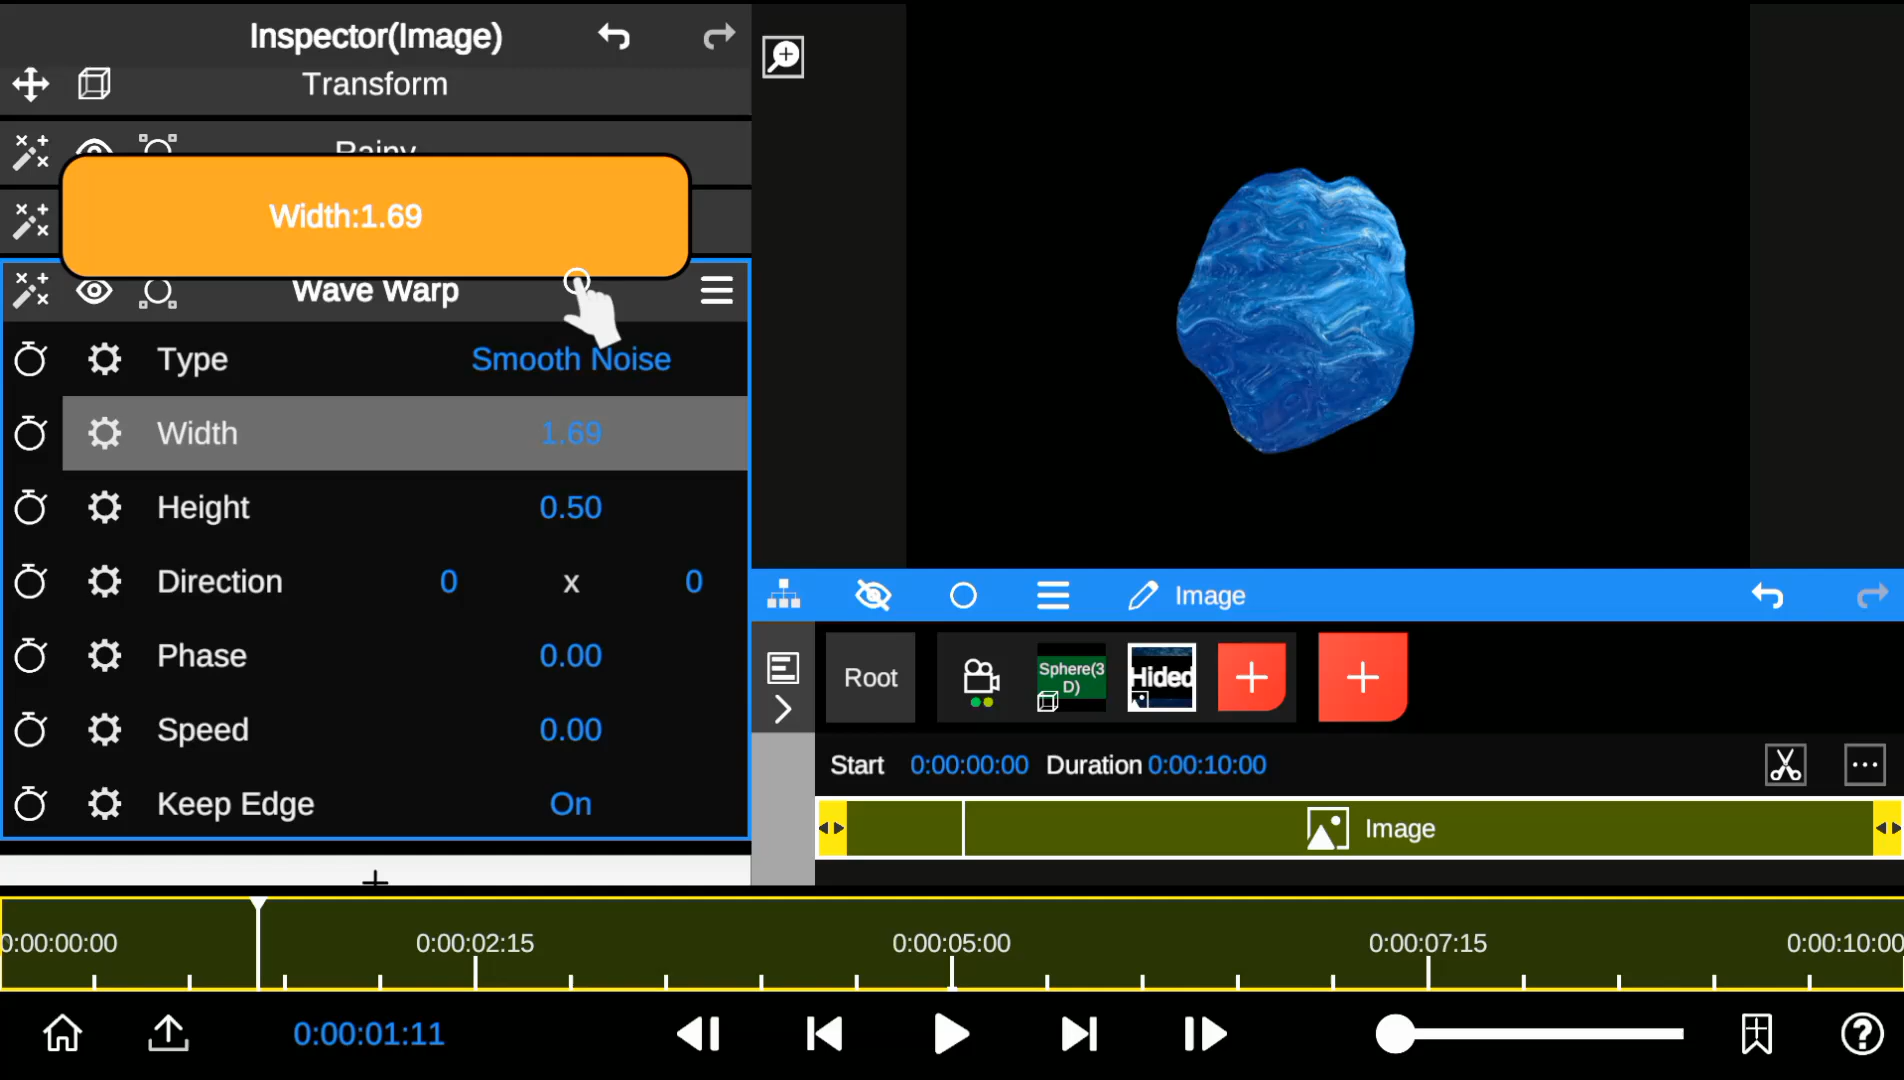 Inspector(Image)
Transform
Rainy
Width:1.69
Wave Warp
Type Smooth Noise
Width 1.69
Height 0.50
Direction 0 x 0
Phase 0.00
Speed 0.00
Keep Edge On
+
Image
Root
Sphere(3
D)
Hided
Start 0:00:00:00 Duration 0:00:10:00
Image
0:00:00:00 0:00:02:15 0:00:05:00 0:00:07:15 0:00:10:00
0:00:01:11